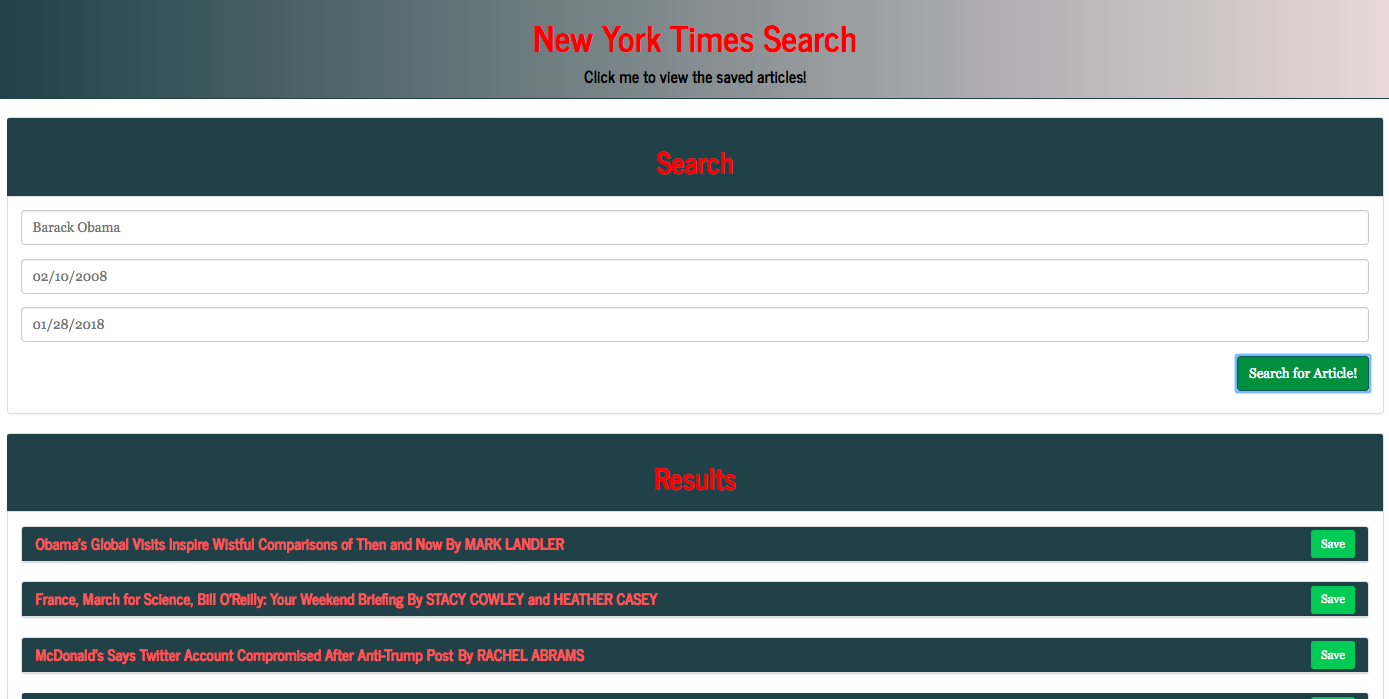 New York Times Search
Click me to view the saved articles!
Search
Barack Obama
02/10/2008
01/28/2018
Search for Article!
Results
Obama's Global Visits Inspire Wistful Comparisons of Then and Now By MARK LANDLER
Save
France, March for Science, Bill O'Reilly: Your Weekend Briefing By STACY COWLEY and HEATHER CASEY
Save
McDonald's Says Twitter Account Compromised After Anti-Trump Post By RACHEL ABRAMS
Save